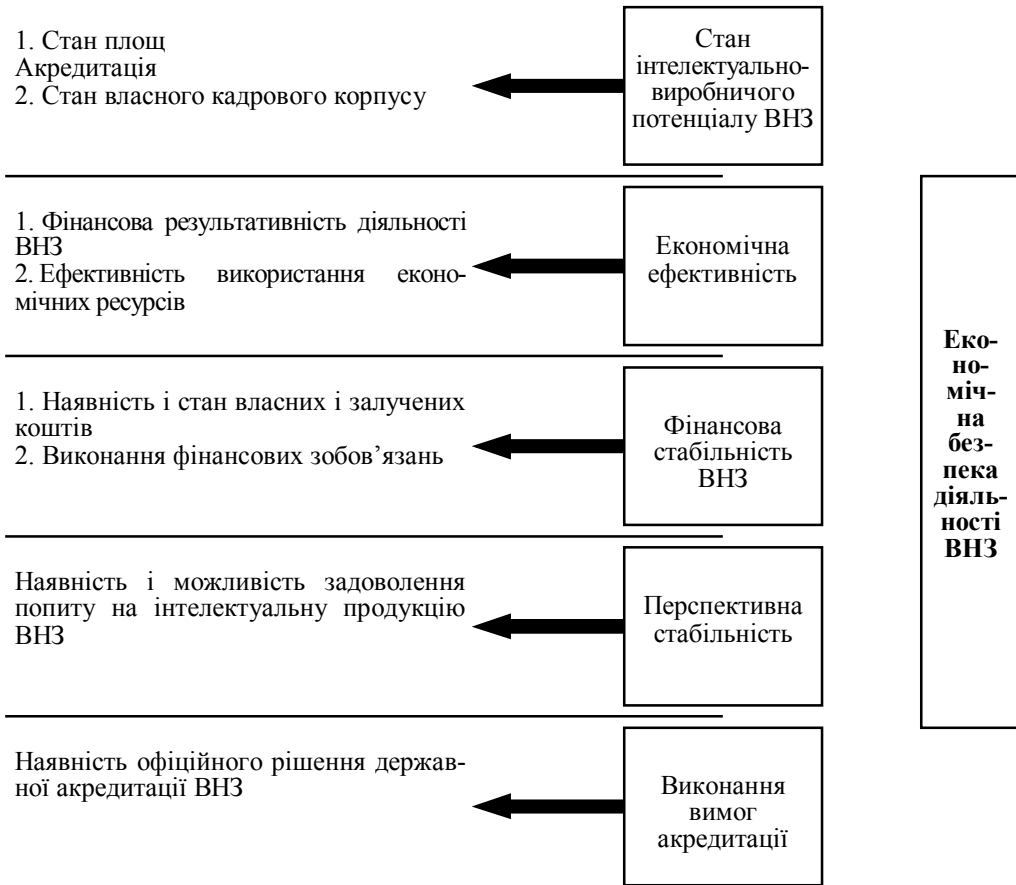 1. Стан площ
Акредитація
2. Стан власного кадрового корпусу
Стан
інтелектуально-
виробничого
потенціалу ВНЗ
1. Фінансова результативність діяльності
ВНЗ
2. Ефективність використання еконо-
мічних ресурсів
Економічна
ефективність
1. Наявність і стан власних і залучених
коштів
2. Виконання фінансових зобов’язань
Фінансова
стабільність
ВНЗ
Наявність і можливість задоволення
попиту на інтелектуальну продукцію
ВНЗ
Перспективна
стабільність
Наявність офіційного рішення держав-
ної акредитації ВНЗ
Виконання
вимог
акредитації
Еко-
но-
міч-
на
без-
пека
діяль-
ності
ВНЗ